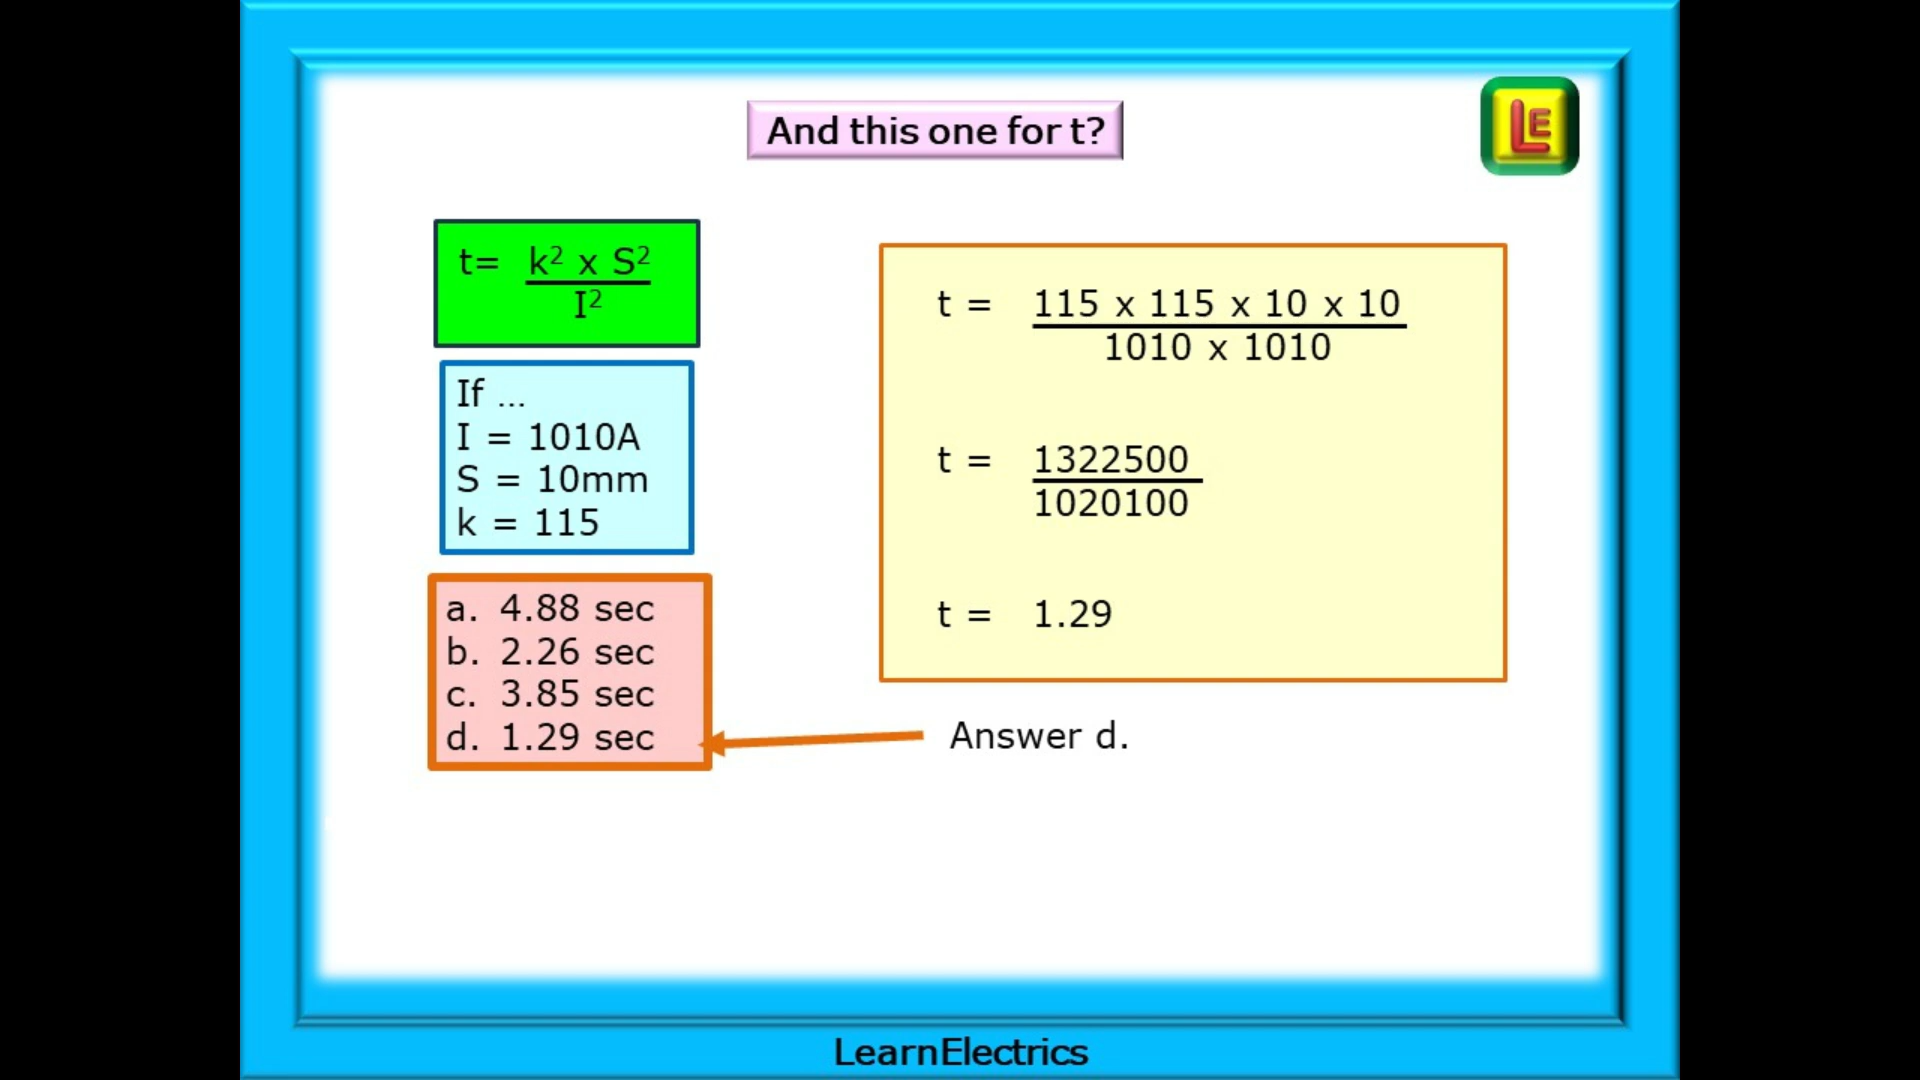 And this one for t?
LE
t= k² x S²
I²
If ...
I = 1010A
S = 10mm
k = 115
a. 4.88 sec
b. 2.26 sec
c. 3.85 sec
d. 1.29 sec
t = 115 x 115 x 10 x 10
1010 x 1010
t = 1322500
1020100
t = 1.29
Answer d.
LearnElectrics